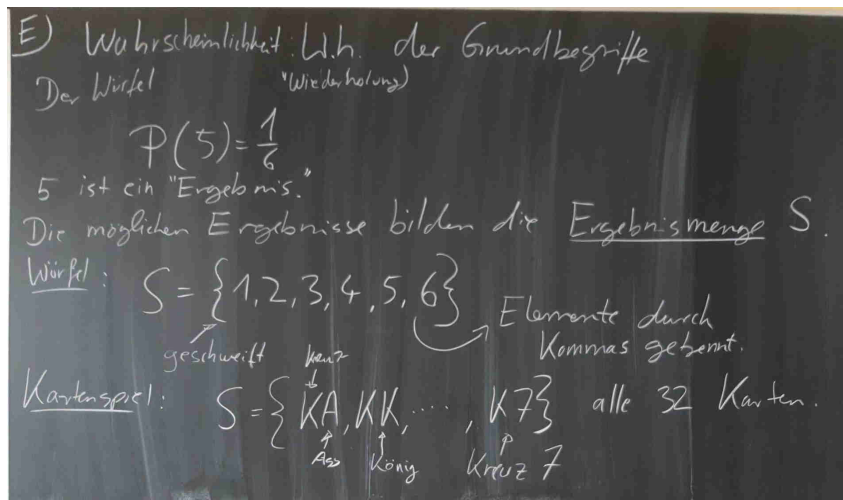 E) Wahrscheinlichkeit: W.h. der Grundbegriffe
Der Würfel "Wiederholung)
P(5)=1/6
5 ist ein "Ergebnis."
Die möglichen Ergebnisse bilden die Ergebnismenge S.
Würfel: S={1,2,3,4,5,6}
geschweift
Elemente durch
Kommas getrennt.
Kreuz
Kartenspiel: S={KA,KK,....,K7} alle 32 Karten.
Ass König Kreuz 7